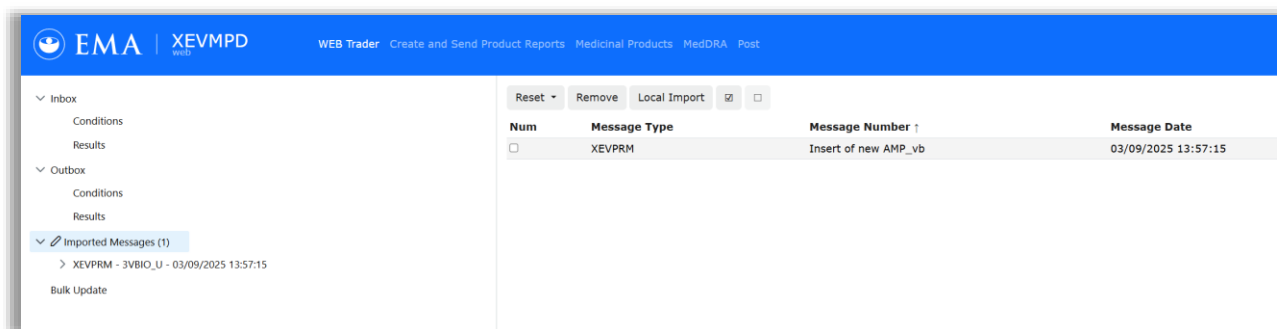 EMA | XEVMPD
web
WEB Trader Create and Send Product Reports Medicinal Products MedDRA Post
Inbox
Conditions
Results
Outbox
Conditions
Results
Imported Messages (1)
XEVPRM - 3VBIO_U - 03/09/2025 13:57:15
Bulk Update
Reset Remove Local Import
Num Message Type Message Number ↑ Message Date
XEVPRM Insert of new AMP_vb 03/09/2025 13:57:15